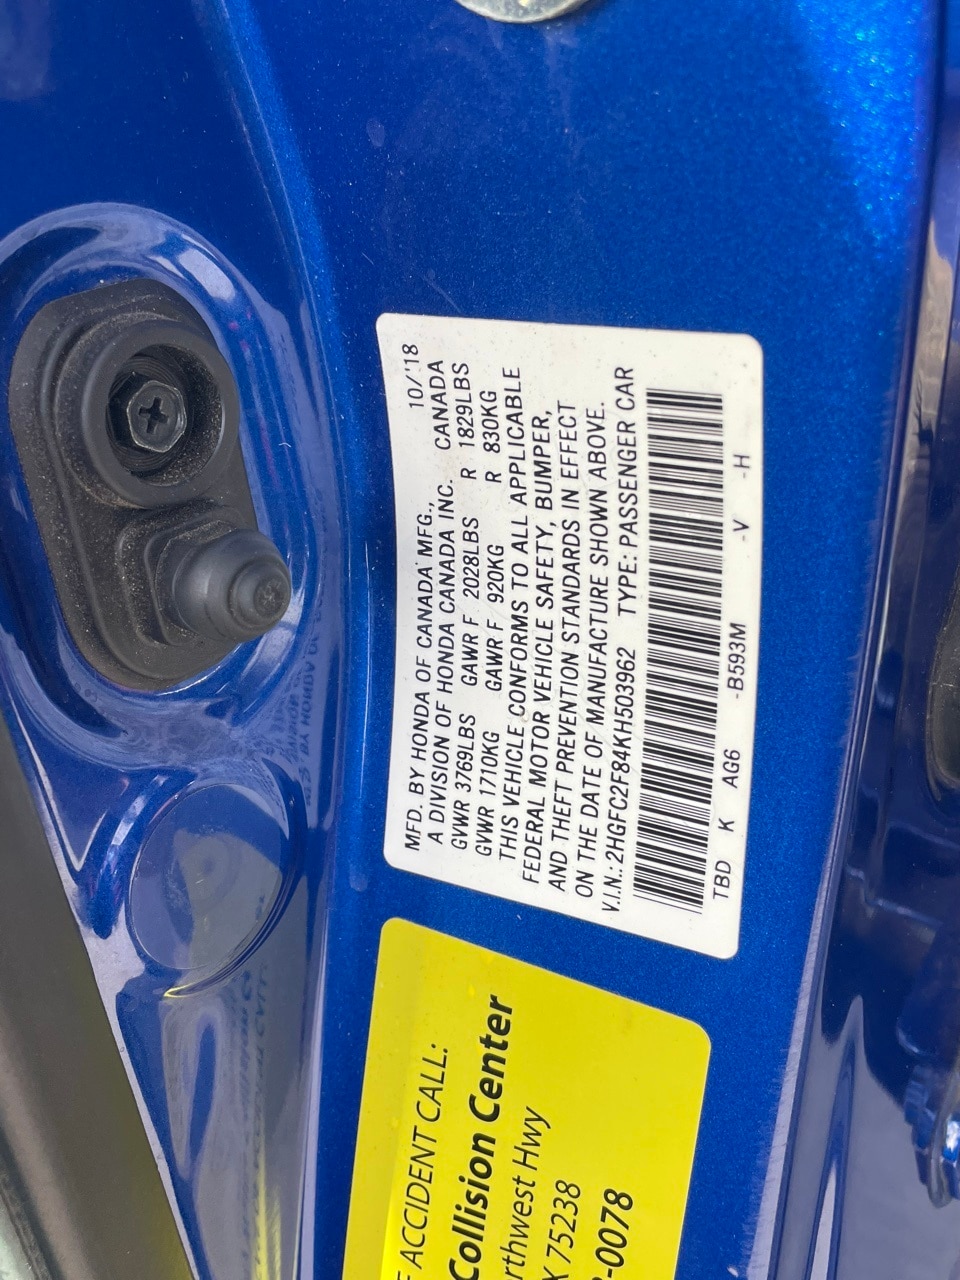 MFD. BY HONDA OF CANADA MFG., 10/'18
A DIVISION OF HONDA CANADA INC. CANADA
GVWR 3769LBS GAWR F 2028LBS R 1829LBS
GVWR 1710KG GAWR F 920KG R 830KG
THIS VEHICLE CONFORMS TO ALL APPLICABLE
FEDERAL MOTOR VEHICLE SAFETY, BUMPER,
AND THEFT PREVENTION STANDARDS IN EFFECT
ON THE DATE OF MANUFACTURE SHOWN ABOVE.
V.I.N.: 2HGFC2F84KH503962 TYPE: PASSENGER CAR
TBD K AG6 -B593M -V -H
ACCIDENT CALL:
Collision Center
rthwest Hwy
X 75238
-0078